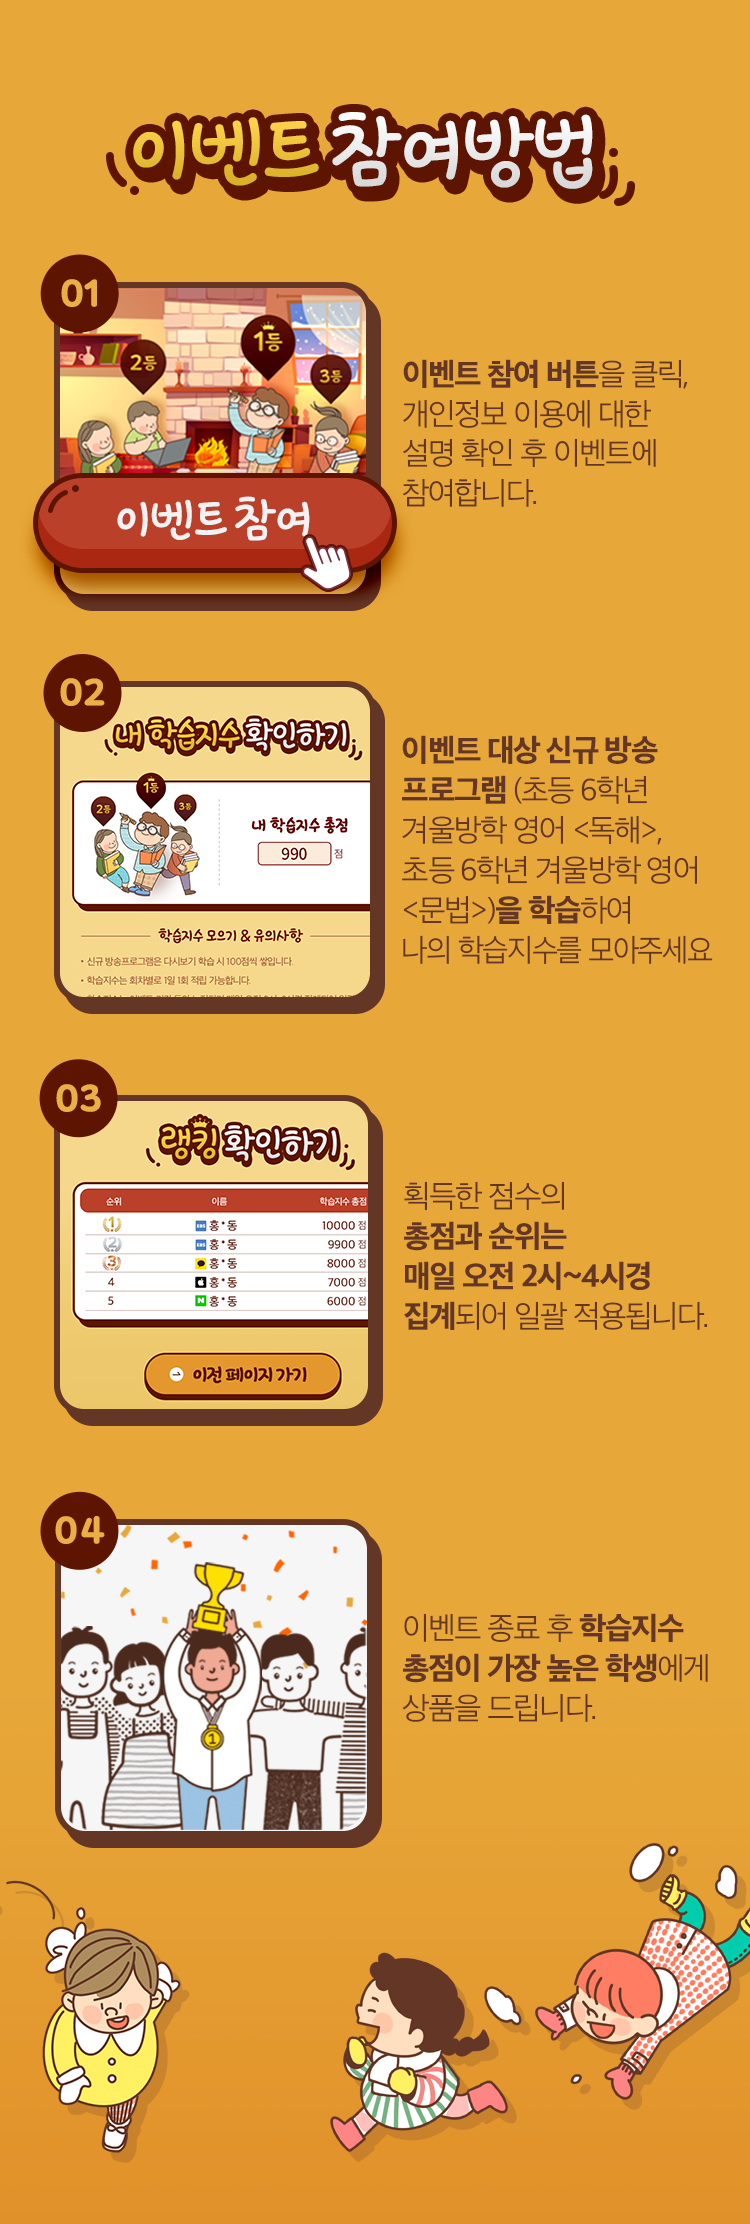 이벤트 참여방법
01
2등
1등
3등
이벤트 참여
이벤트 참여 버튼을 클릭,
개인정보 이용에 대한
설명 확인 후 이벤트에
참여합니다.
02
내 학습지수 확인하기
2등
1등
3등
내 학습지수 총점
990 점
학습지수 모으기 & 유의사항
• 신규 방송프로그램은 다시보기 학습 시 100점씩 쌓입니다.
• 학습지수는 회차별로 1일 1회 적립 가능합니다.
이벤트 대상 신규 방송
프로그램 (초등 6학년
겨울방학 영어 <독해>,
초등 6학년 겨울방학 영어
<문법>)을 학습하여
나의 학습지수를 모아주세요
03
랭킹 확인하기
순위 이름 학습지수 총점
1 EBS 홍*동 10000 점
2 EBS 홍*동 9900 점
3 홍*동 8000 점
4 홍*동 7000 점
5 N 홍*동 6000 점
이전 페이지 가기
획득한 점수의
총점과 순위는
매일 오전 2시~4시경
집계되어 일괄 적용됩니다.
04
1
이벤트 종료 후 학습지수
총점이 가장 높은 학생에게
상품을 드립니다.